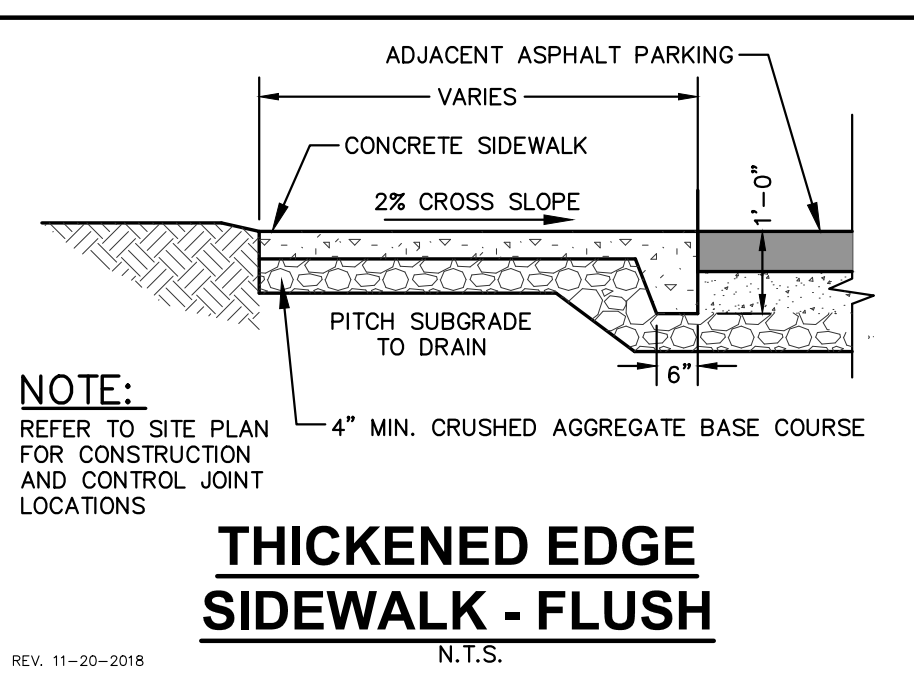 ADJACENT ASPHALT PARKING
VARIES
CONCRETE SIDEWALK
2% CROSS SLOPE
1'-0"
PITCH SUBGRADE
TO DRAIN
6"
NOTE:
REFER TO SITE PLAN
FOR CONSTRUCTION
AND CONTROL JOINT
LOCATIONS
4" MIN. CRUSHED AGGREGATE BASE COURSE
THICKENED EDGE
SIDEWALK - FLUSH
N.T.S.
REV. 11-20-2018